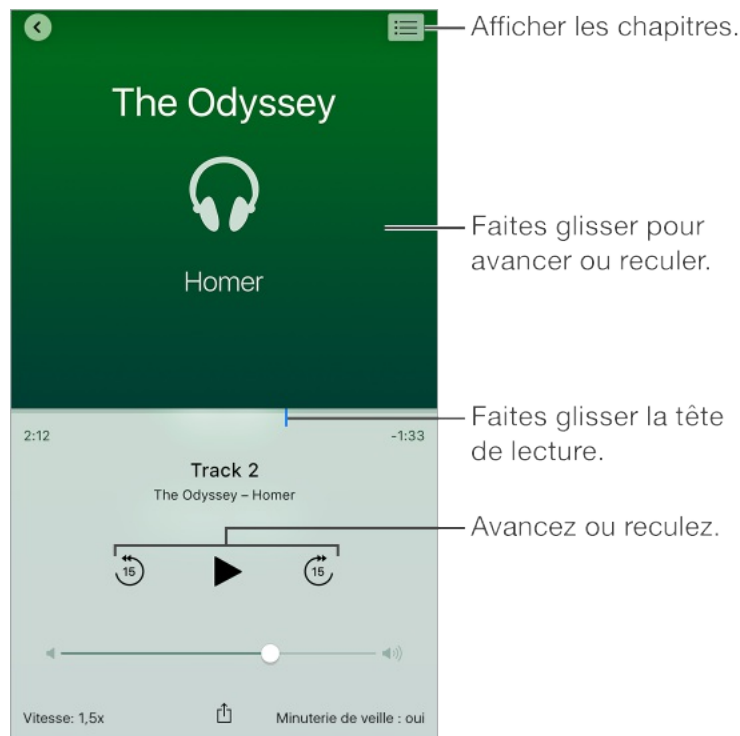 Afficher les chapitres.
The Odyssey
Homer
Faites glisser pour
avancer ou reculer.
Faites glisser la tête
de lecture.
2:12
-1:33
Track 2
The Odyssey – Homer
Avancez ou reculez.
15
15
Vitesse: 1,5x
Minuterie de veille : oui